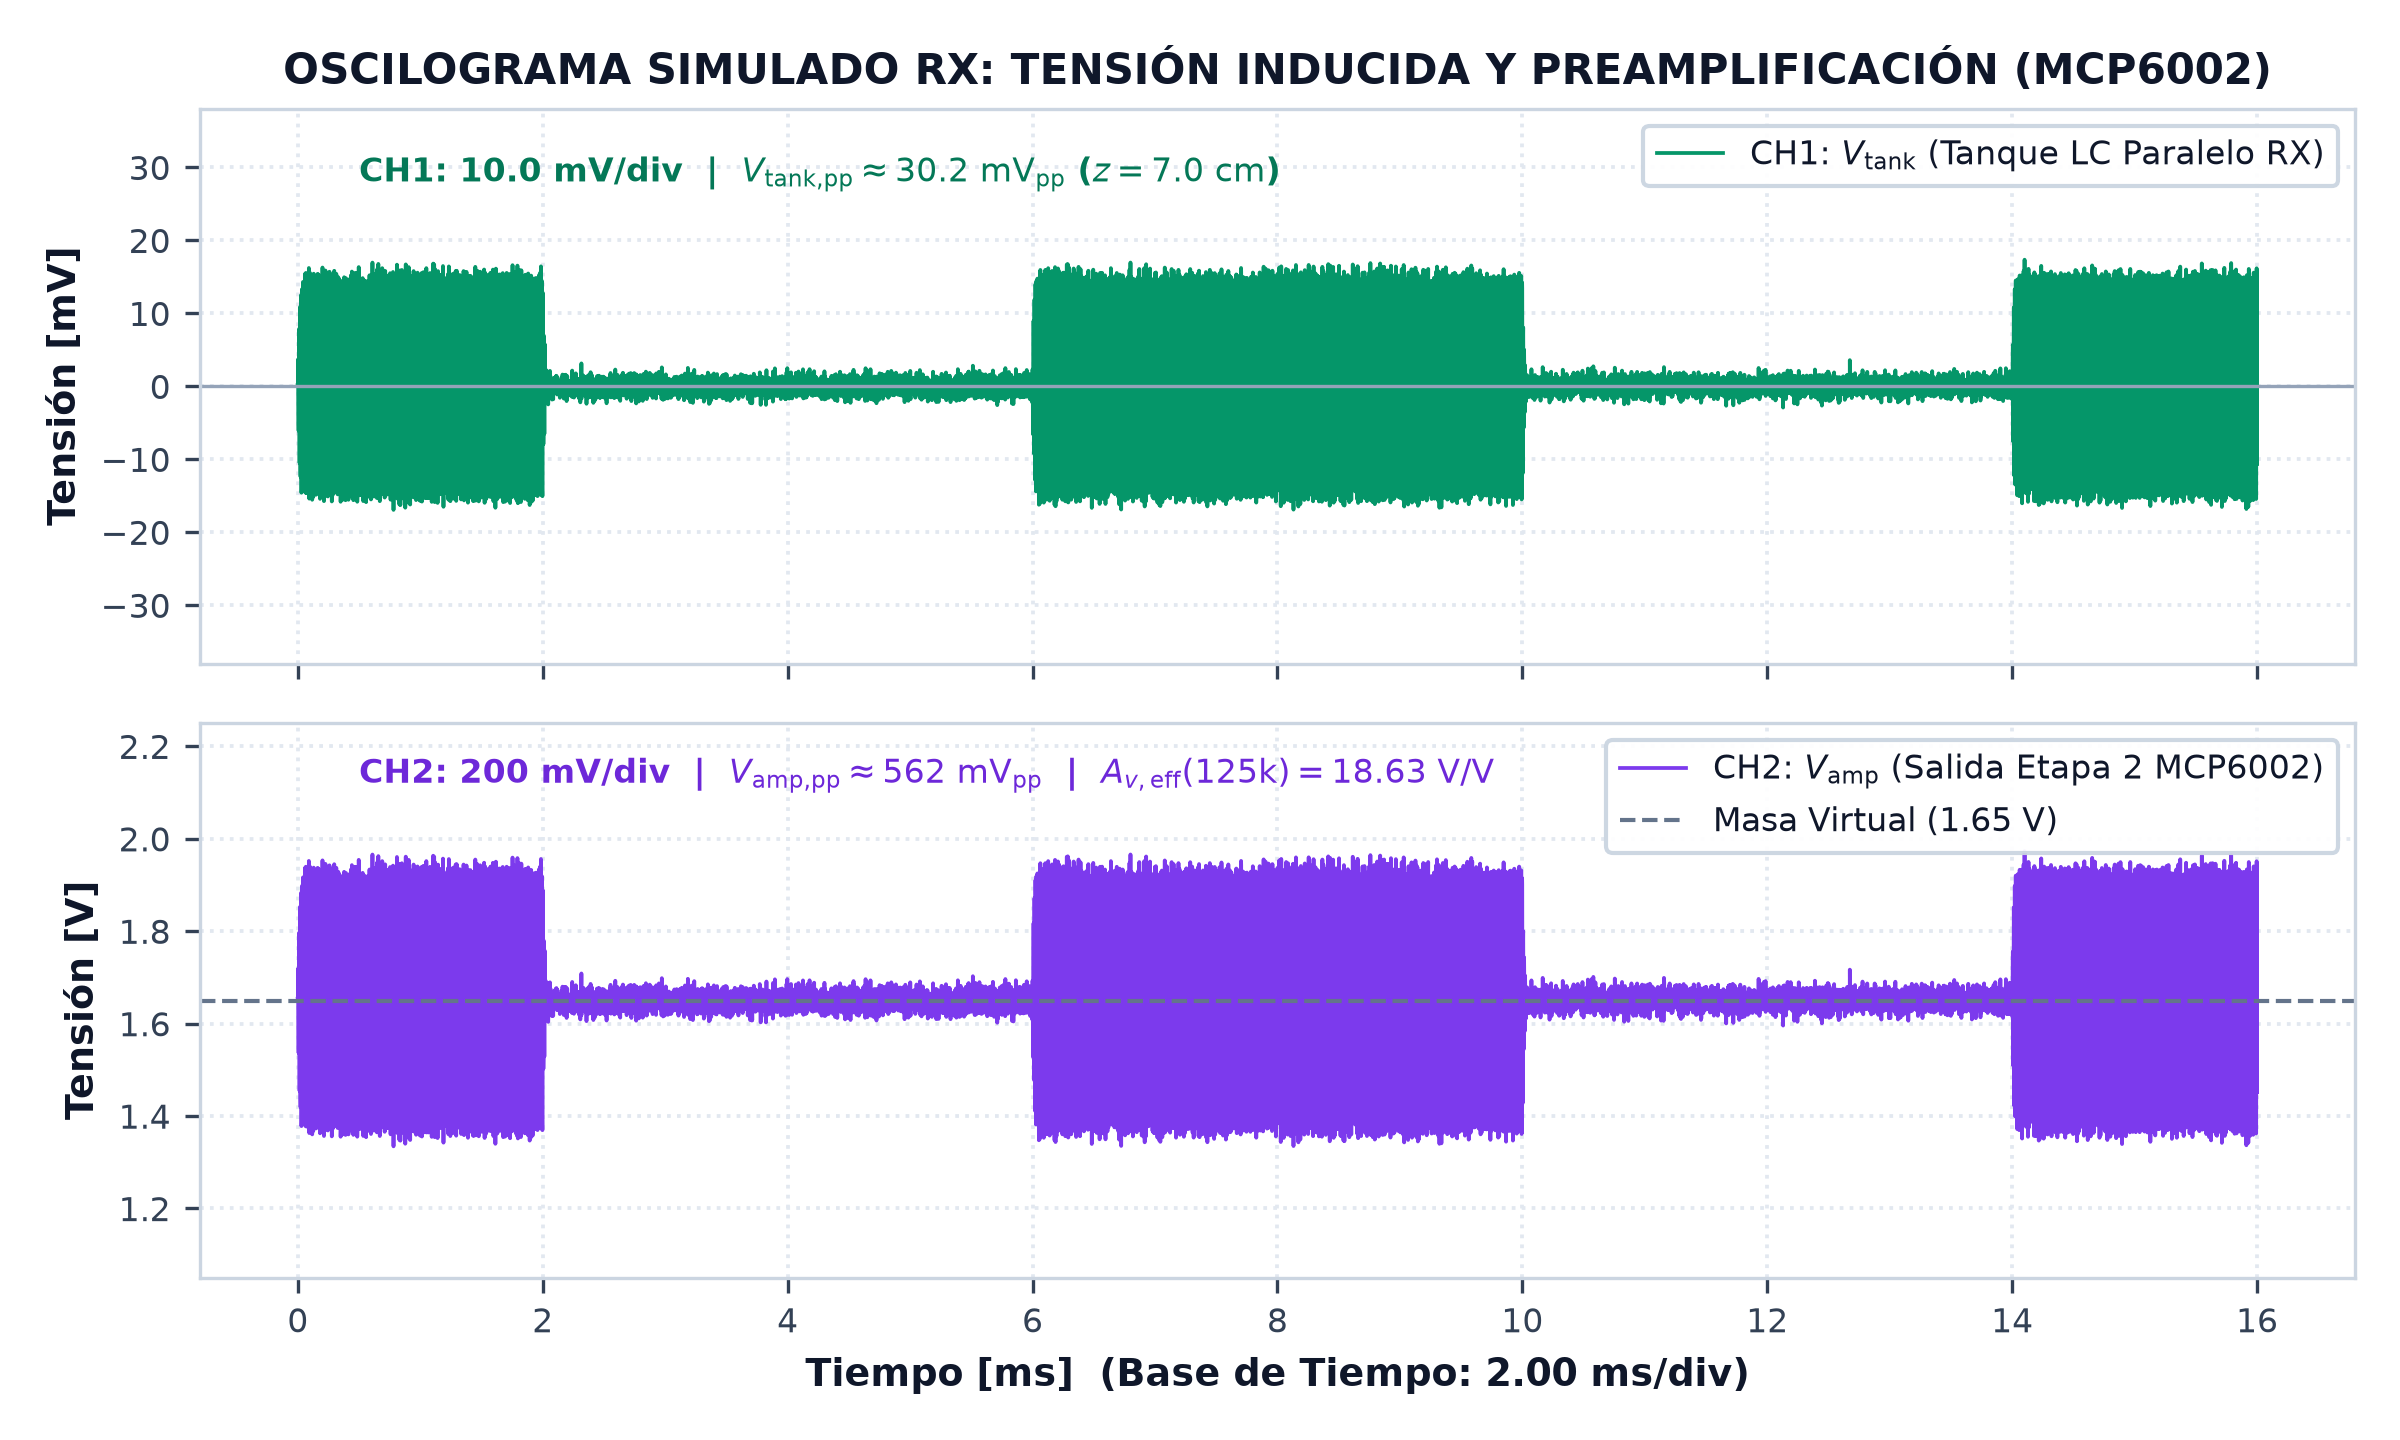 OSCILOGRAMA SIMULADO RX: TENSIÓN INDUCIDA Y PREAMPLIFICACIÓN (MCP6002)
CH1: 10.0 mV/div | V_tank,pp ≈ 30.2 mV_pp (z = 7.0 cm)
CH1: V_tank (Tanque LC Paralelo RX)
Tensión [mV]
30
20
10
0
−10
−20
−30
CH2: 200 mV/div | V_amp,pp ≈ 562 mV_pp | A_v,eff(125k) = 18.63 V/V
CH2: V_amp (Salida Etapa 2 MCP6002)
Masa Virtual (1.65 V)
Tensión [V]
2.2
2.0
1.8
1.6
1.4
1.2
0 2 4 6 8 10 12 14 16
Tiempo [ms] (Base de Tiempo: 2.00 ms/div)